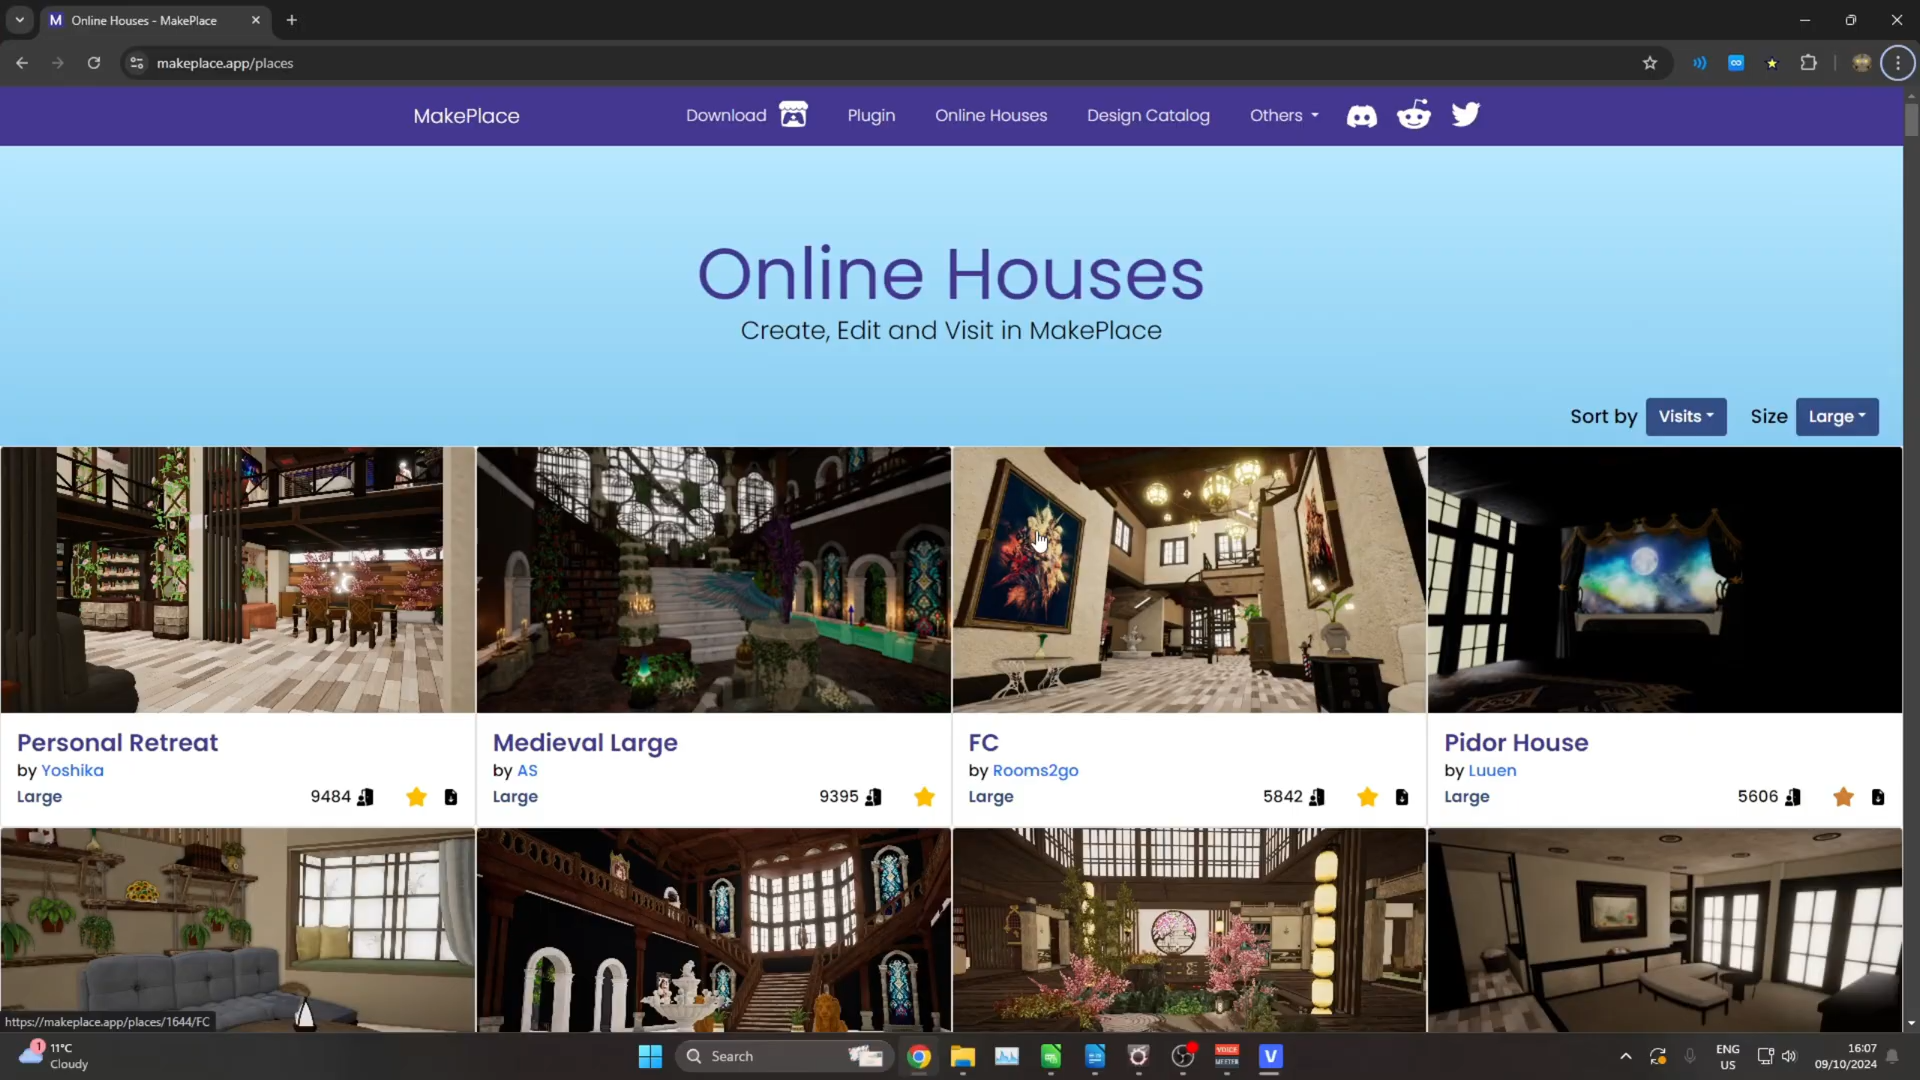 Online Houses - MakePlace
makeplace.app/places
MakePlace
Download
Plugin
Online Houses
Design Catalog
Others
Online Houses
Create, Edit and Visit in MakePlace
Sort by Visits Size Large
Personal Retreat
by Yoshika
Large 9484
Medieval Large
by AS
Large 9395
FC
by Rooms2go
Large 5842
Pidor House
by Luuen
Large 5606
https://makeplace.app/places/1644/FC
1
11°C
Cloudy
Search
VOICE
MEETER
V
ENG
US
16:07
09/10/2024